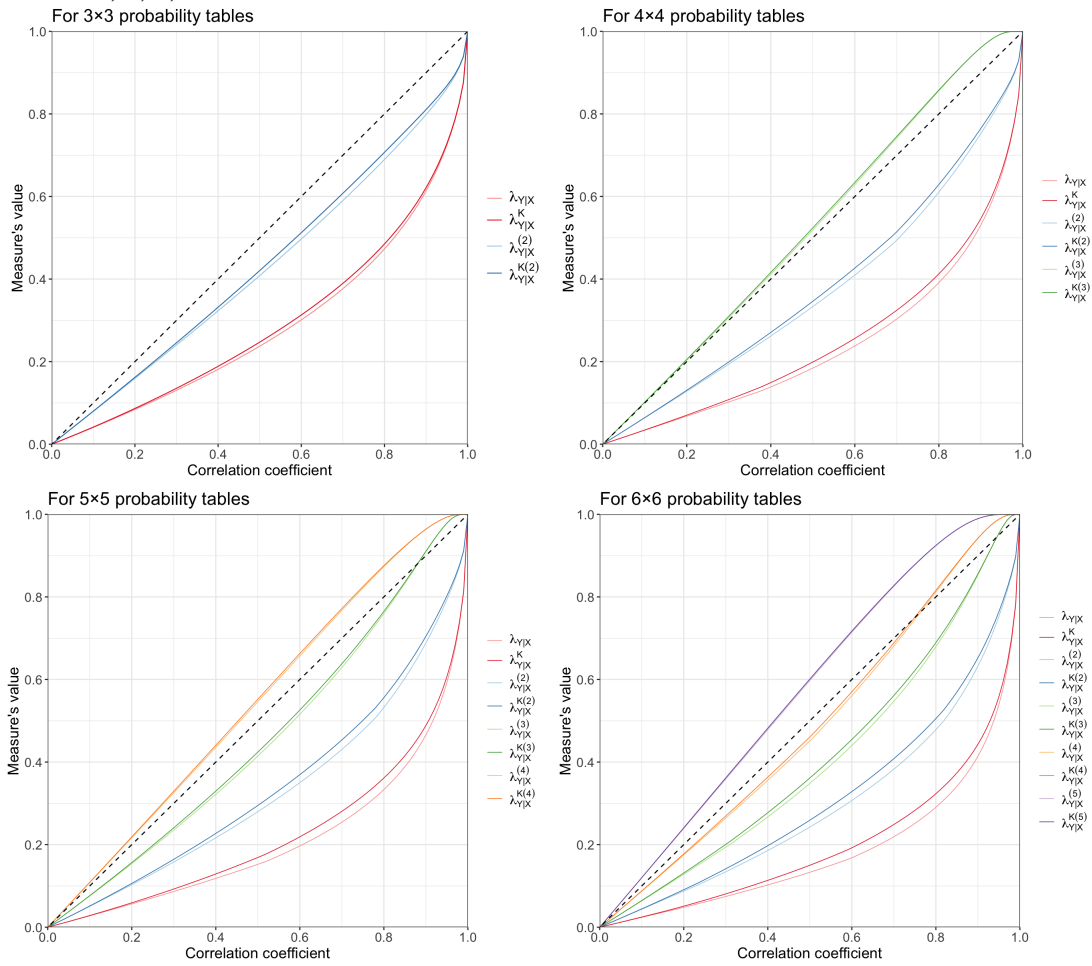 For 3×3 probability tables
1.0
0.8
0.6
0.4
0.2
0.0
0.0 0.2 0.4 0.6 0.8 1.0
Measure's value
Correlation coefficient
λY|X
λK Y|X
λ(2) Y|X
λK(2) Y|X
For 4×4 probability tables
1.0
0.8
0.6
0.4
0.2
0.0
0.0 0.2 0.4 0.6 0.8 1.0
Measure's value
Correlation coefficient
λY|X
λK Y|X
λ(2) Y|X
λK(2) Y|X
λ(3) Y|X
λK(3) Y|X
For 5×5 probability tables
1.0
0.8
0.6
0.4
0.2
0.0
0.0 0.2 0.4 0.6 0.8 1.0
Measure's value
Correlation coefficient
λY|X
λK Y|X
λ(2) Y|X
λK(2) Y|X
λ(3) Y|X
λK(3) Y|X
λ(4) Y|X
λK(4) Y|X
For 6×6 probability tables
1.0
0.8
0.6
0.4
0.2
0.0
0.0 0.2 0.4 0.6 0.8 1.0
Measure's value
Correlation coefficient
λY|X
λK Y|X
λ(2) Y|X
λK(2) Y|X
λ(3) Y|X
λK(3) Y|X
λ(4) Y|X
λK(4) Y|X
λ(5) Y|X
λK(5) Y|X